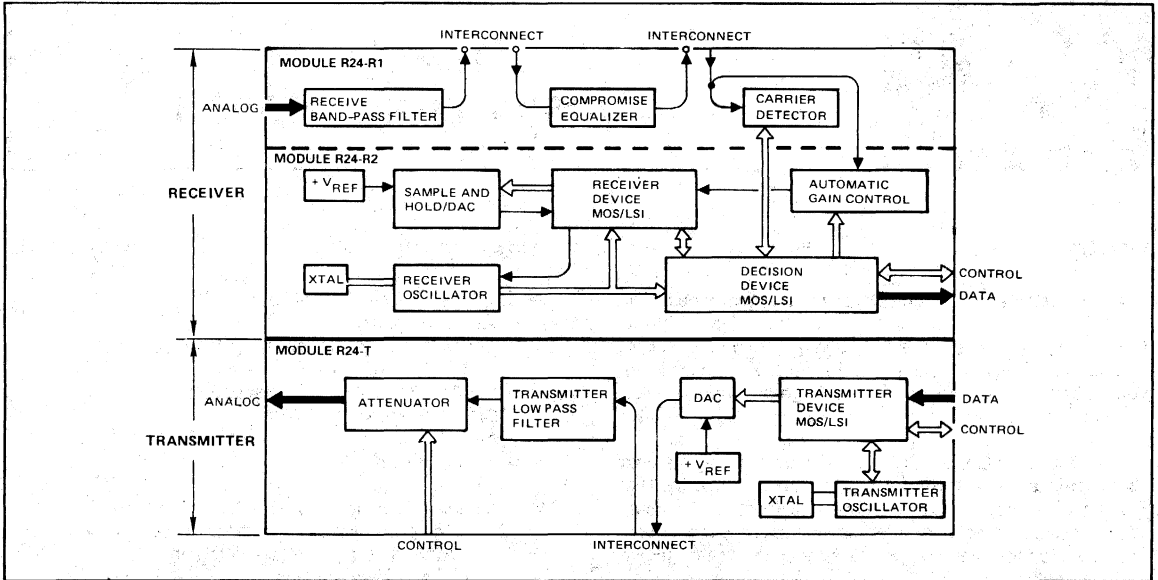 INTERCONNECT
INTERCONNECT
MODULE R24-R1
ANALOG
RECEIVE
BAND-PASS FILTER
COMPROMISE
EQUALIZER
CARRIER
DETECTOR
MODULE R24-R2
RECEIVER
+ VREF
SAMPLE AND
HOLD/DAC
RECEIVER
DEVICE
MOS/LSI
AUTOMATIC
GAIN CONTROL
XTAL
RECEIVER
OSCILLATOR
DECISION
DEVICE
MOS/LSI
CONTROL
DATA
MODULE R24-T
ANALOG
ATTENUATOR
TRANSMITTER
LOW PASS
FILTER
DAC
TRANSMITTER
DEVICE
MOS/LSI
DATA
CONTROL
TRANSMITTER
+ VREF
XTAL
TRANSMITTER
OSCILLATOR
CONTROL
INTERCONNECT